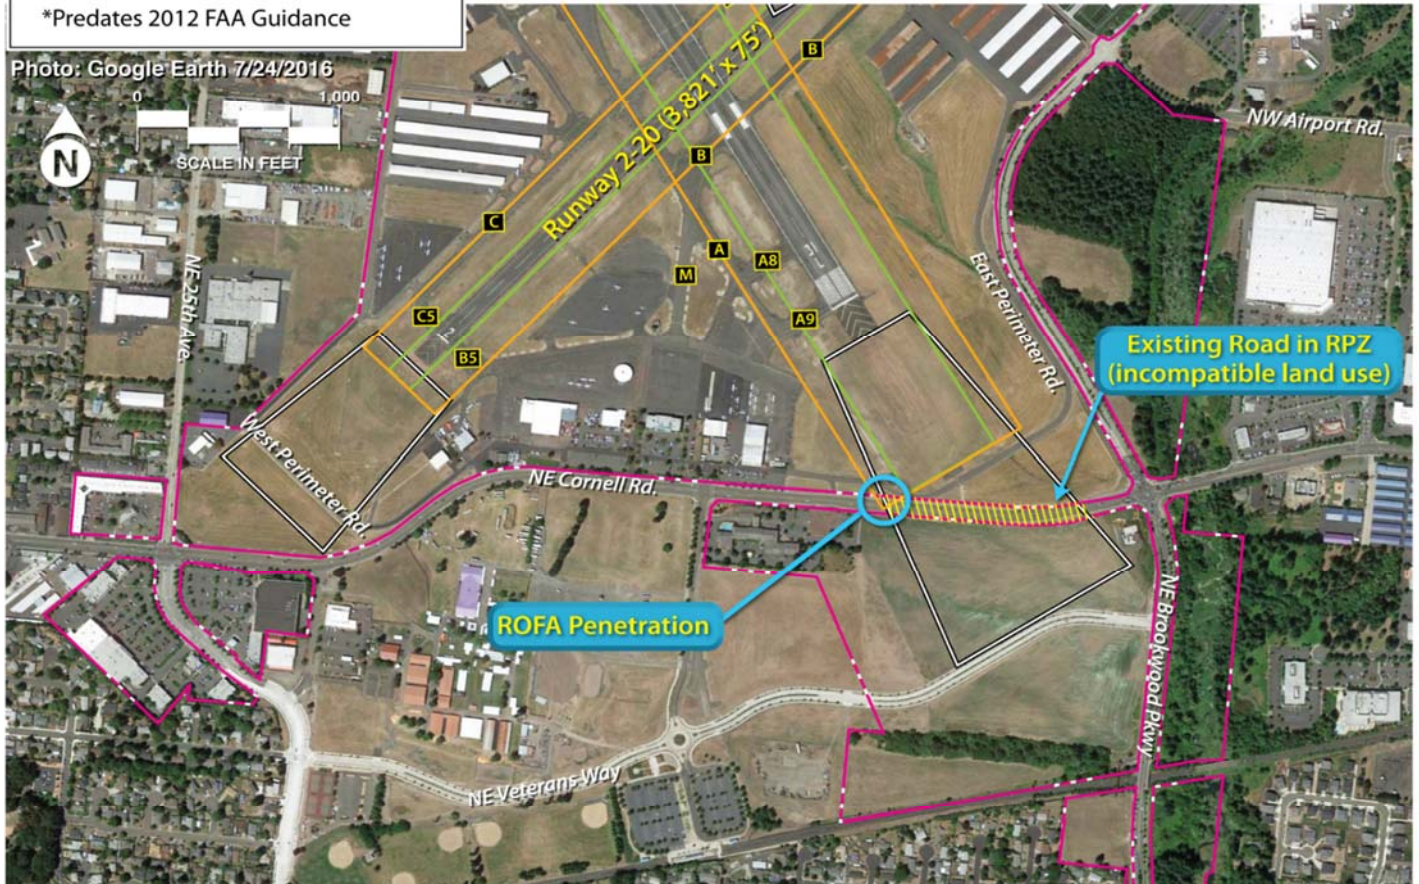 *Predates 2012 FAA Guidance
Photo: Google Earth 7/24/2016
0 1,000
N
SCALE IN FEET
NW Airport Rd.
B
Runway 2-20 (3,821' x 75')
B
C
A
A8
M
NE 25th Ave.
East Perimeter Rd.
C5
A9
B5
Existing Road in RPZ
(incompatible land use)
West Perimeter Rd.
NE Cornell Rd.
ROFA Penetration
NE Brookwood Pkwy
NE Veterans Way